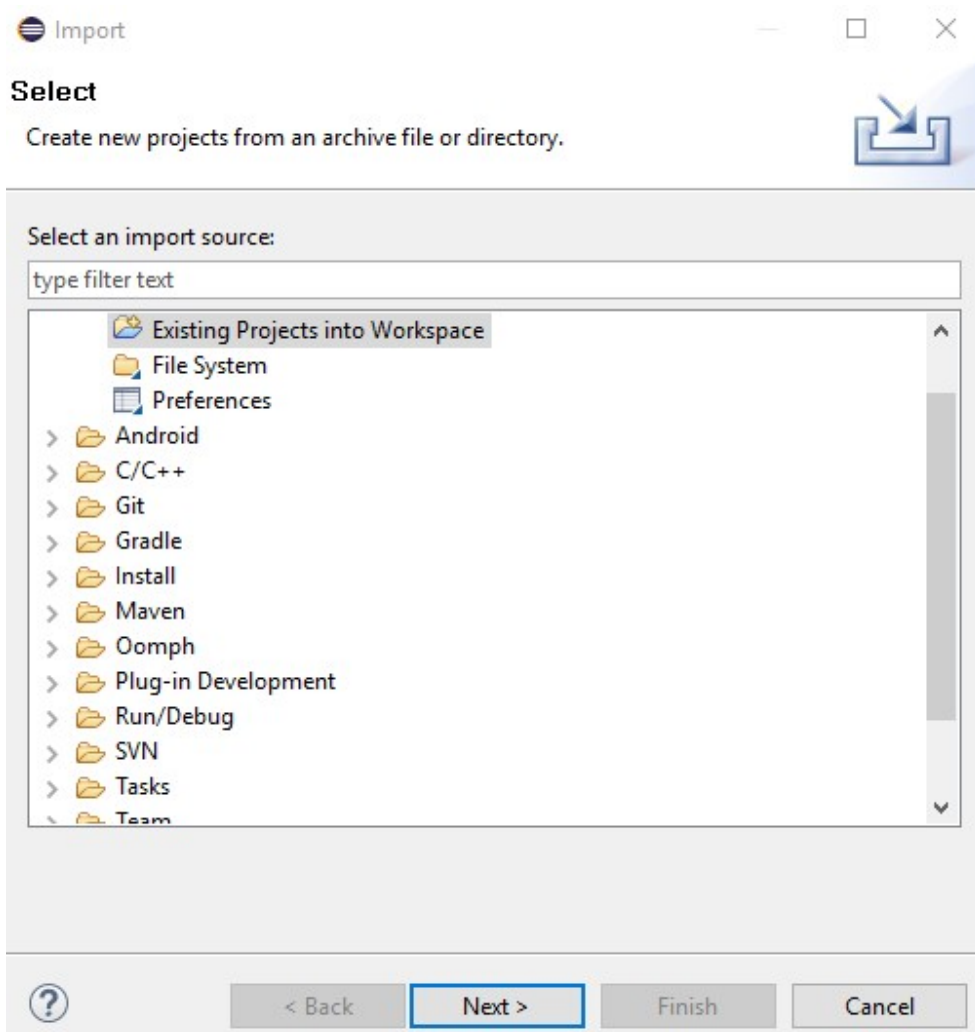 Import
Select
Create new projects from an archive file or directory.
Select an import source:
type filter text
Existing Projects into Workspace
File System
Preferences
Android
C/C++
Git
Gradle
Install
Maven
Oomph
Plug-in Development
Run/Debug
SVN
Tasks
Team
? < Back Next > Finish Cancel